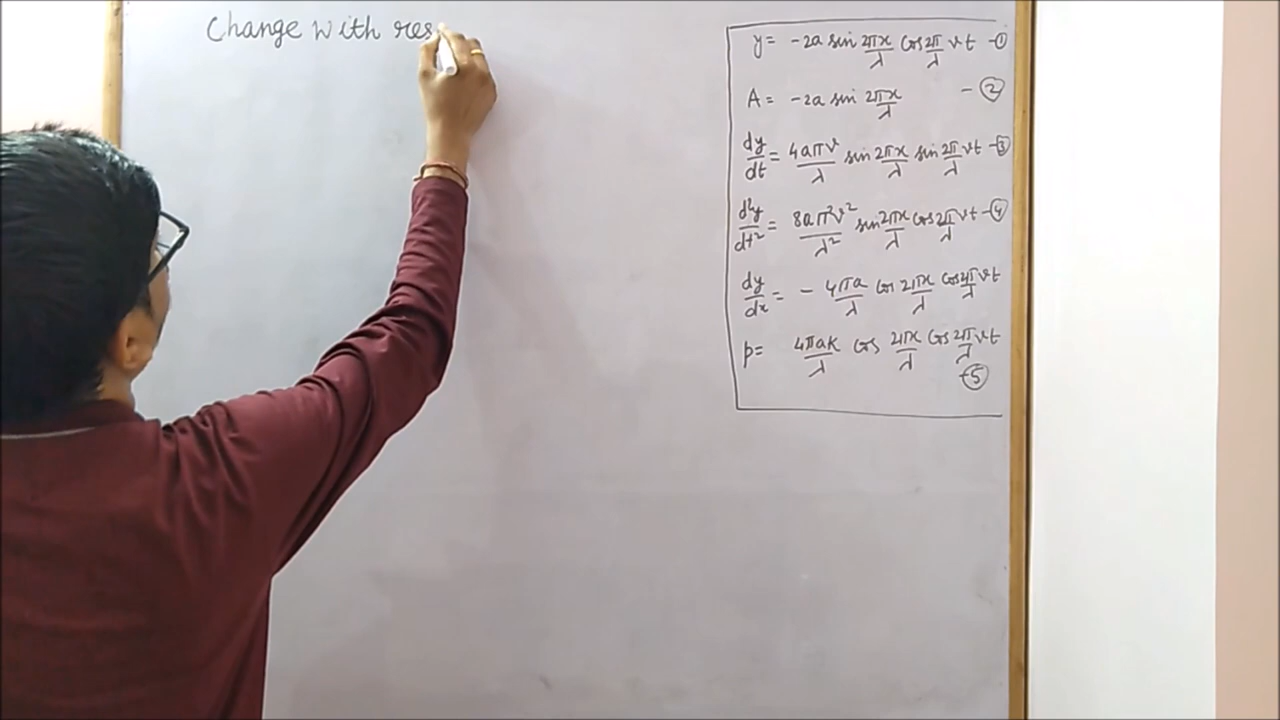 Change with res
y = -2a sin 2πx/λ cos 2π/λ vt -①
A = -2a sin 2πx/λ -②
dy/dt = 4aπv/λ sin 2πx/λ sin 2π/λ vt -③
d²y/dt² = 8aπ²v²/λ² sin 2πx/λ cos 2π/λ vt -④
dy/dx = - 4πa/λ cos 2πx/λ cos 2π/λ vt
p = 4πak/λ cos 2πx/λ cos 2π/λ vt
-⑤